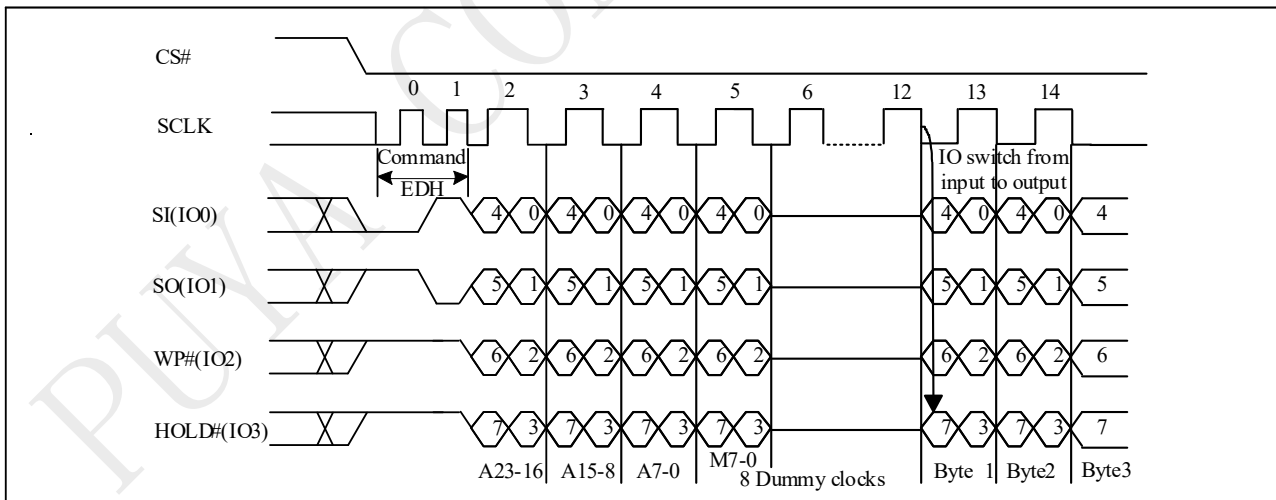 PUYA CON
CS#
0 1 2 3 4 5 6 12 13 14
SCLK
Command
EDH
IO switch from
input to output
SI(IO0)
4 0 4 0 4 0 4 0 4 0 4 0 4
SO(IO1)
5 1 5 1 5 1 5 1 5 1 5 1 5
WP#(IO2)
6 2 6 2 6 2 6 2 6 2 6 2 6
HOLD#(IO3)
7 3 7 3 7 3 7 3 7 3 7 3 7
A23-16 A15-8 A7-0 M7-0
8 Dummy clocks
Byte 1 Byte2 Byte3